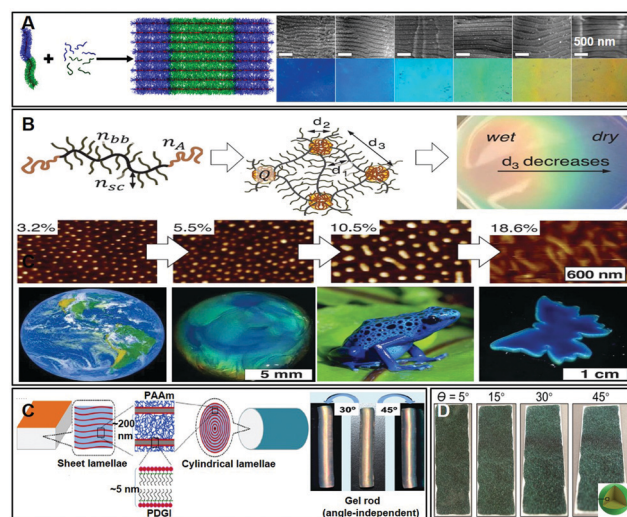 A
+
500 nm
B
n_bb
n_A
n_sc
Q
d_2
d_3
d_1
wet
dry
d_3 decreases
3.2%
5.5%
10.5%
18.6%
600 nm
C
5 mm
1 cm
C
PAAm
~200
nm
Sheet lamellae
Cylindrical lamellae
~5 nm
PDGI
30°
45°
Gel rod
(angle-independent)
D
Θ = 5°
15°
30°
45°